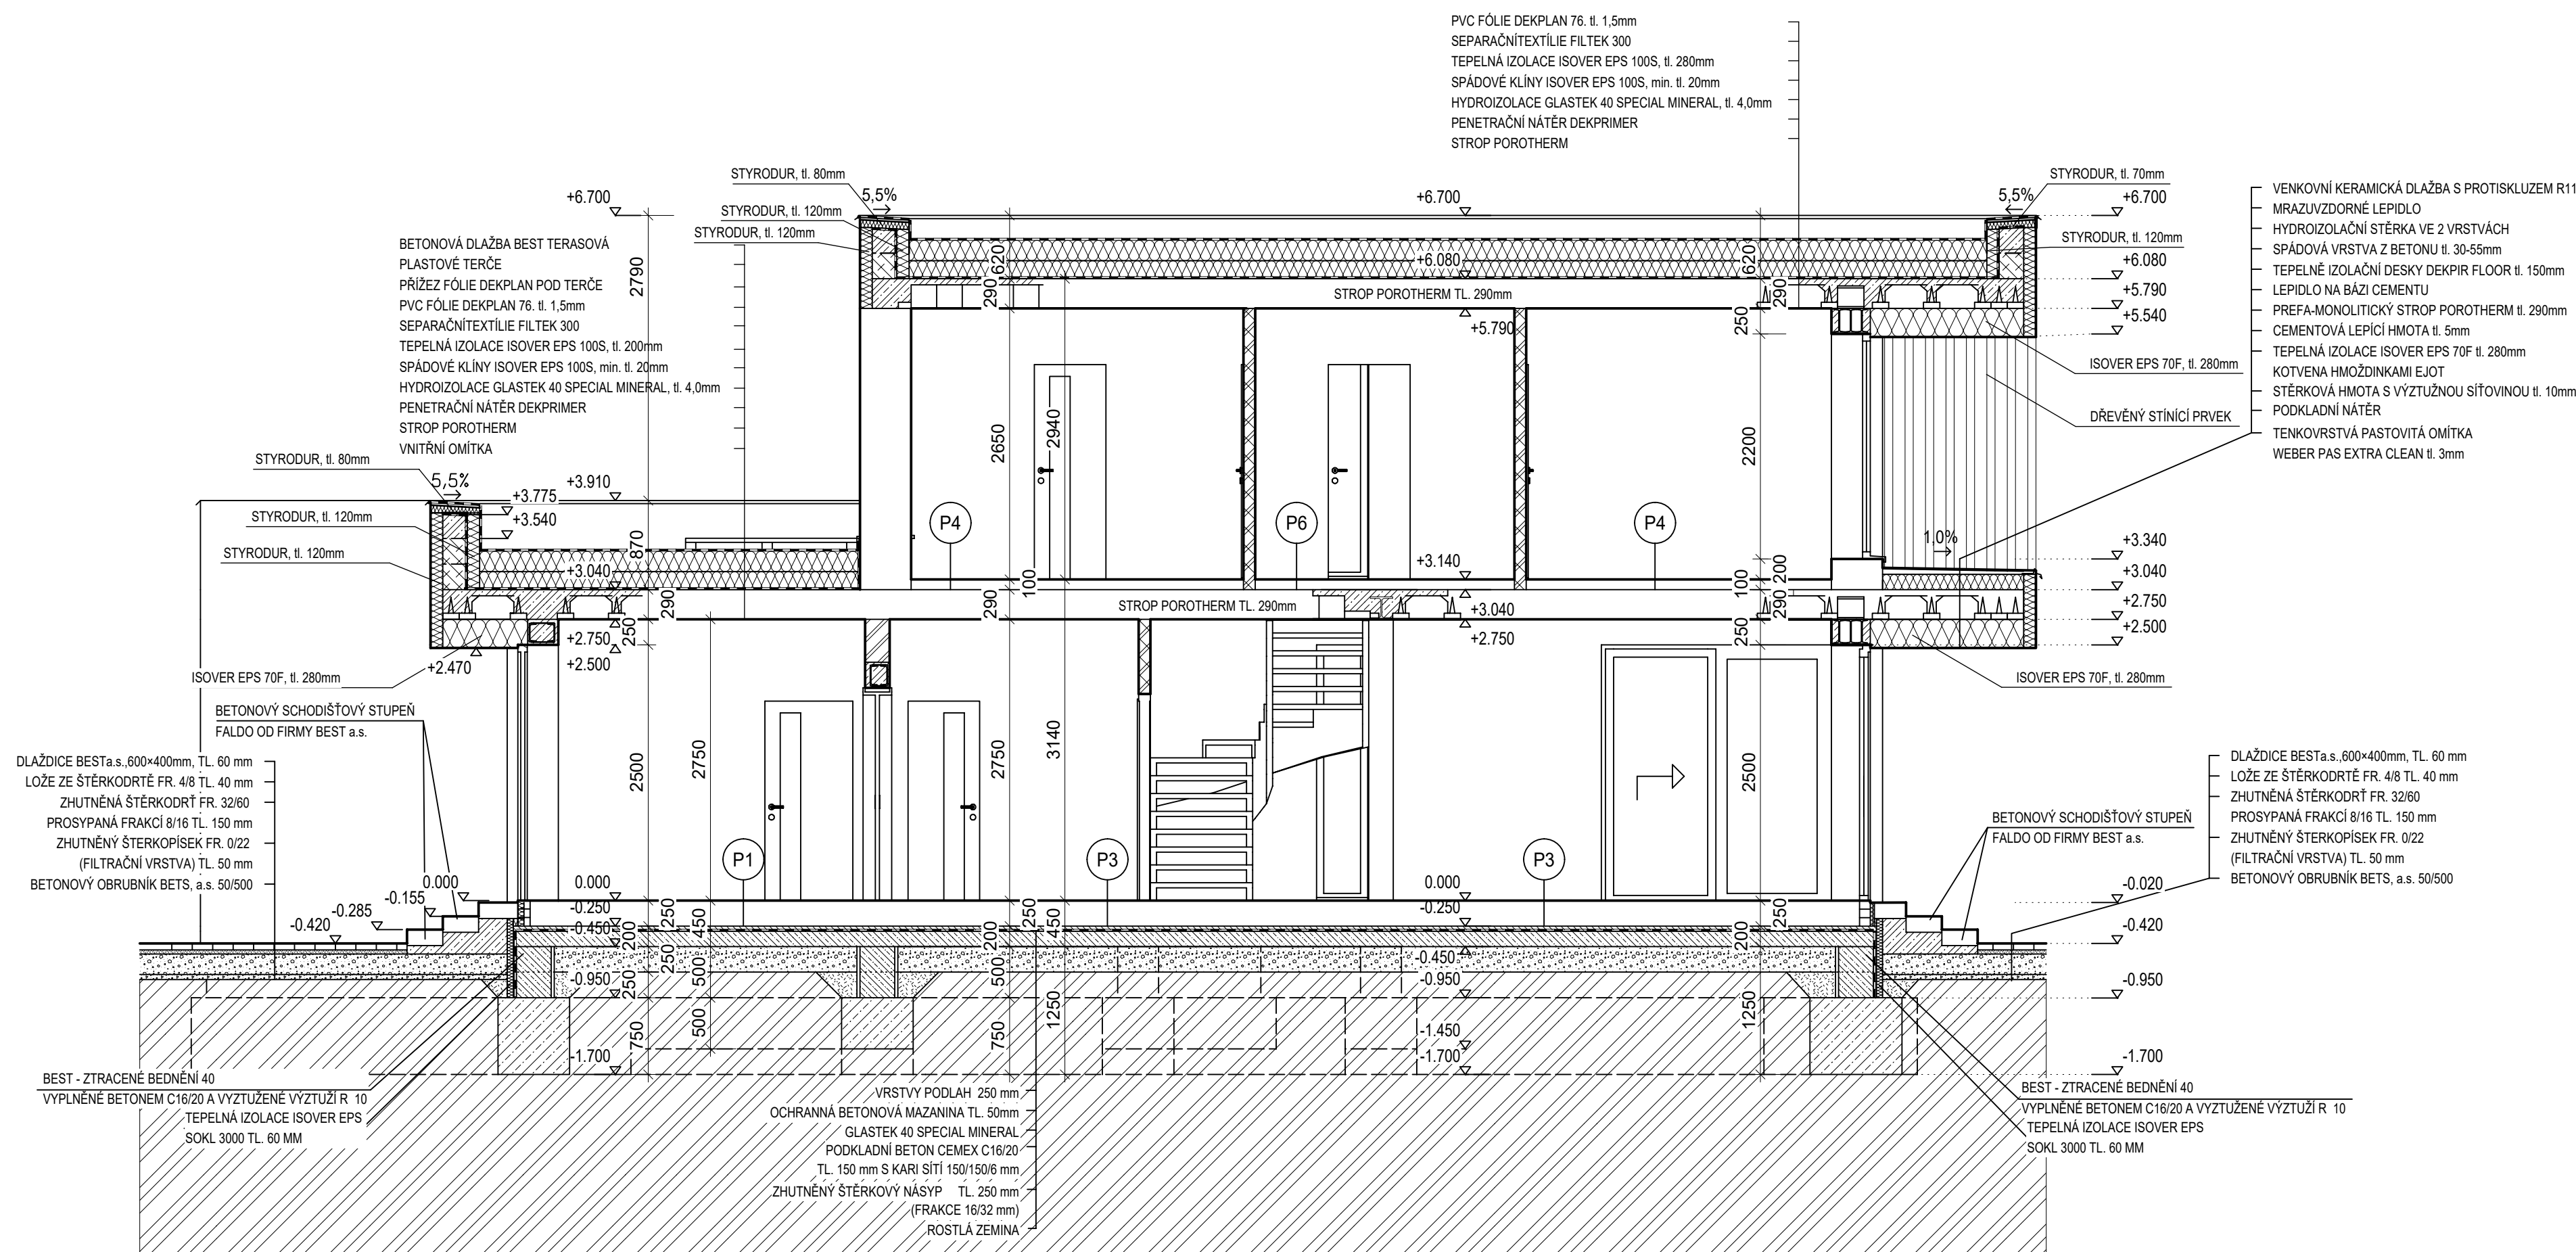 PVC FÓLIE DEKPLAN 76. tl. 1,5mm
SEPARAČNÍTEXTÍLIE FILTEK 300
TEPELNÁ IZOLACE ISOVER EPS 100S, tl. 280mm
SPÁDOVÉ KLÍNY ISOVER EPS 100S, min. tl. 20mm
HYDROIZOLACE GLASTEK 40 SPECIAL MINERAL, tl. 4,0mm
PENETRAČNÍ NÁTĚR DEKPRIMER
STROP POROTHERM
STYRODUR, tl. 80mm
STYRODUR, tl. 120mm
STYRODUR, tl. 120mm
+6.700
5,5%
+6.700
5,5%
STYRODUR, tl. 70mm
+6.700
STYRODUR, tl. 120mm
+6.080
+5.790
+5.540
ISOVER EPS 70F, tl. 280mm
DŘEVĚNÝ STÍNÍCÍ PRVEK
VENKOVNÍ KERAMICKÁ DLAŽBA S PROTISKLUZEM R11
MRAZUVZDORNÉ LEPIDLO
HYDROIZOLAČNÍ STĚRKA VE 2 VRSTVÁCH
SPÁDOVÁ VRSTVA Z BETONU tl. 30-55mm
TEPELNĚ IZOLAČNÍ DESKY DEKPIR FLOOR tl. 150mm
LEPIDLO NA BÁZI CEMENTU
PREFA-MONOLITICKÝ STROP POROTHERM tl. 290mm
CEMENTOVÁ LEPÍCÍ HMOTA tl. 5mm
TEPELNÁ IZOLACE ISOVER EPS 70F tl. 280mm
KOTVENA HMOŽDINKAMI EJOT
STĚRKOVÁ HMOTA S VÝZTUŽNOU SÍŤOVINOU tl. 10mm
PODKLADNÍ NÁTĚR
TENKOVRSTVÁ PASTOVITÁ OMÍTKA
WEBER PAS EXTRA CLEAN tl. 3mm
BETONOVÁ DLAŽBA BEST TERASOVÁ
PLASTOVÉ TERČE
PŘÍŽEZ FÓLIE DEKPLAN POD TERČE
PVC FÓLIE DEKPLAN 76. tl. 1,5mm
SEPARAČNÍTEXTÍLIE FILTEK 300
TEPELNÁ IZOLACE ISOVER EPS 100S, tl. 200mm
SPÁDOVÉ KLÍNY ISOVER EPS 100S, min. tl. 20mm
HYDROIZOLACE GLASTEK 40 SPECIAL MINERAL, tl. 4,0mm
PENETRAČNÍ NÁTĚR DEKPRIMER
STROP POROTHERM
VNITŘNÍ OMÍTKA
2790
620
290
+6.080
STROP POROTHERM TL. 290mm
+5.790
620
290
250
2650
2940
2200
STYRODUR, tl. 80mm
5,5%
+3.775
+3.910
+3.540
STYRODUR, tl. 120mm
STYRODUR, tl. 120mm
870
+3.040
290
P4
P6
P4
+3.140
100
290
STROP POROTHERM TL. 290mm
+3.040
+2.750
1,0%
200
100
290
250
+3.340
+3.040
+2.750
+2.500
ISOVER EPS 70F, tl. 280mm
250
+2.750
+2.500
+2.470
ISOVER EPS 70F, tl. 280mm
BETONOVÝ SCHODIŠŤOVÝ STUPEŇ
FALDO OD FIRMY BEST a.s.
2500
2750
2750
3140
2500
DLAŽDICE BESTa.s.,600×400mm, TL. 60 mm
LOŽE ZE ŠTĚRKODRTĚ FR. 4/8 TL. 40 mm
ZHUTNĚNÁ ŠTĚRKODRŤ FR. 32/60
PROSYPANÁ FRAKCÍ 8/16 TL. 150 mm
ZHUTNĚNÝ ŠTERKOPÍSEK FR. 0/22
(FILTRAČNÍ VRSTVA) TL. 50 mm
BETONOVÝ OBRUBNÍK BETS, a.s. 50/500
DLAŽDICE BESTa.s.,600×400mm, TL. 60 mm
LOŽE ZE ŠTĚRKODRTĚ FR. 4/8 TL. 40 mm
ZHUTNĚNÁ ŠTĚRKODRŤ FR. 32/60
PROSYPANÁ FRAKCÍ 8/16 TL. 150 mm
ZHUTNĚNÝ ŠTERKOPÍSEK FR. 0/22
(FILTRAČNÍ VRSTVA) TL. 50 mm
BETONOVÝ OBRUBNÍK BETS, a.s. 50/500
BETONOVÝ SCHODIŠŤOVÝ STUPEŇ
FALDO OD FIRMY BEST a.s.
P1
P3
P3
0.000
-0.155
-0.285
-0.420
0.000
-0.250
-0.450
-0.950
-1.700
250
200
250
250
750
450
500
500
250
200
500
750
450
1250
0.000
-0.250
-0.450
-0.950
-1.450
-1.700
250
200
1250
-0.020
-0.420
-0.950
-1.700
BEST - ZTRACENÉ BEDNĚNÍ 40
VYPLNĚNÉ BETONEM C16/20 A VYZTUŽENÉ VÝZTUŽÍ R 10
TEPELNÁ IZOLACE ISOVER EPS
SOKL 3000 TL. 60 MM
VRSTVY PODLAH 250 mm
OCHRANNÁ BETONOVÁ MAZANINA TL. 50mm
GLASTEK 40 SPECIAL MINERAL
PODKLADNÍ BETON CEMEX C16/20
TL. 150 mm S KARI SÍTÍ 150/150/6 mm
ZHUTNĚNÝ ŠTĚRKOVÝ NÁSYP TL. 250 mm
(FRAKCE 16/32 mm)
ROSTLÁ ZEMINA
BEST - ZTRACENÉ BEDNĚNÍ 40
VYPLNĚNÉ BETONEM C16/20 A VYZTUŽENÉ VÝZTUŽÍ R 10
TEPELNÁ IZOLACE ISOVER EPS
SOKL 3000 TL. 60 MM